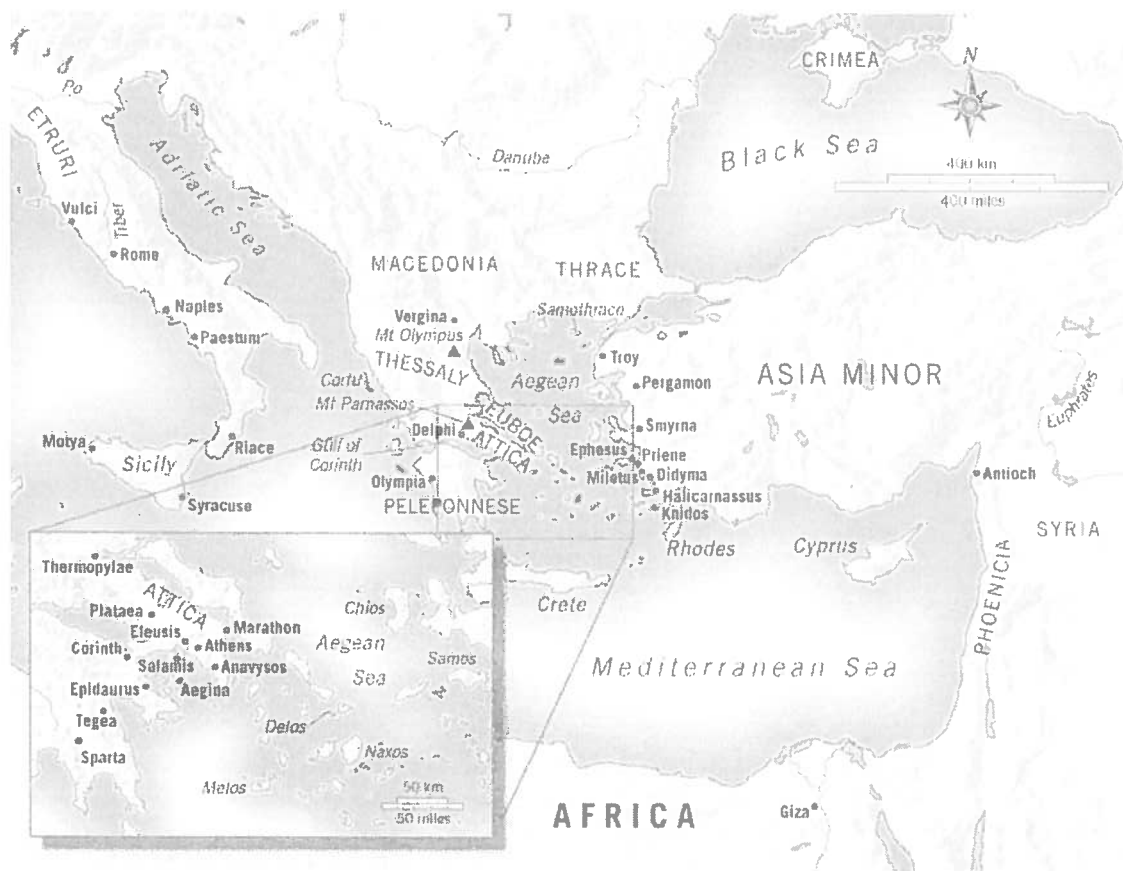 CRIMEA
N
Po
ETRURI
Adriatic Sea
Danube
Black Sea
400 km
400 miles
Vulci
Tiber
Rome
MACEDONIA
THRACE
Naples
Samothrace
Vergina
Paestum
Mt Olympus
THESSALY
Troy
Aegean
Sea
ASIA MINOR
Pergamon
Corfu
Mt Parnassos
EUBOE
Smyrna
Euphrates
Motya
Riace
Delphi
ATTICA
Gulf of
Corinth
Ephesus
Priene
Sicily
Miletus
Didyma
Antioch
Olympia
Halicarnassus
Syracuse
PELEPONNESE
Knidos
SYRIA
Rhodes
Cyprus
Crete
PHOENICIA
Mediterranean Sea
Thermopylae
ATTICA
Chios
Plataea
Marathon
Eleusis
Athens
Aegean
Sea
Corinth
Samos
Salamis
Anavysos
Epidaurus
Aegina
Tegea
Delos
Sparta
Naxos
Melos
50 km
50 miles
AFRICA
Giza